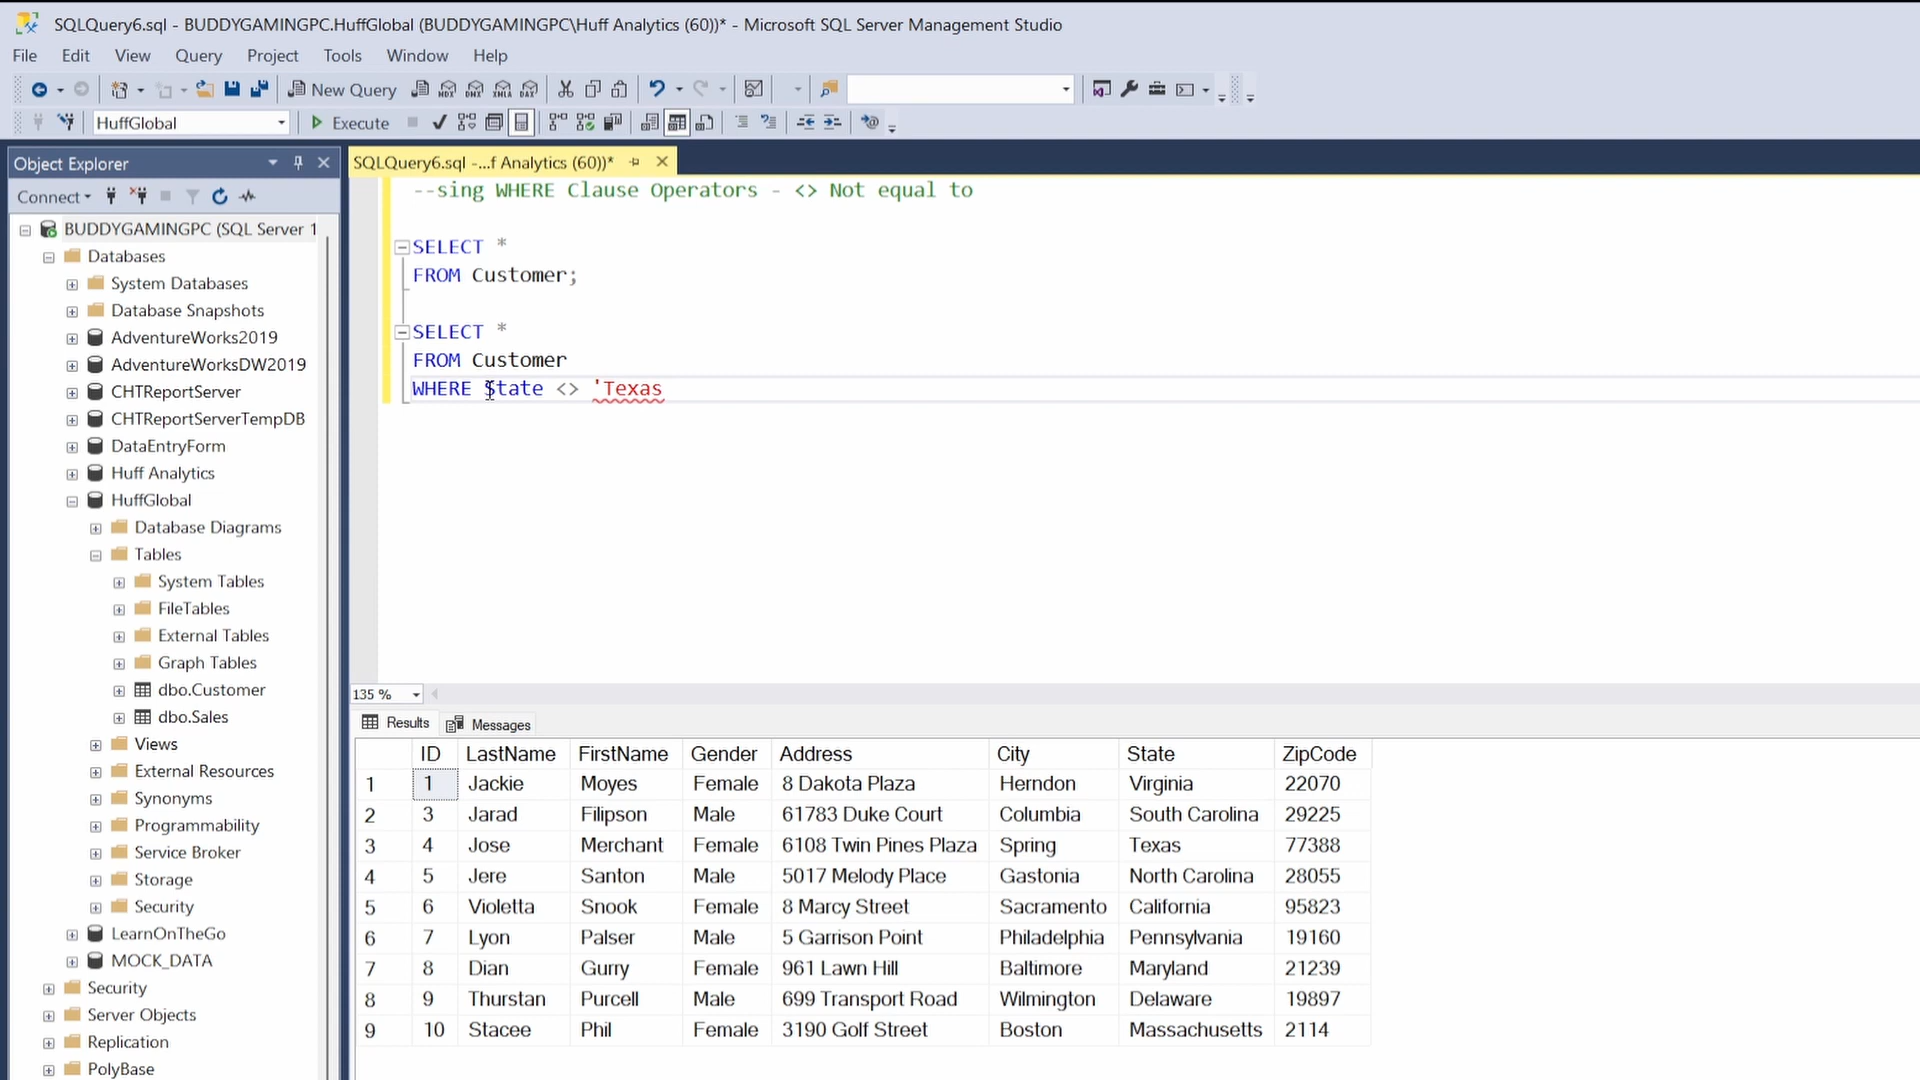 SQLQuery6.sql - BUDDYGAMINGPC.HuffGlobal (BUDDYGAMINGPC\Huff Analytics (60))* - Microsoft SQL Server Management Studio
File Edit View Query Project Tools Window Help
New Query MDX DMX XMLA DAX
HuffGlobal Execute
Object Explorer
Connect
BUDDYGAMINGPC (SQL Server 1
Databases
System Databases
Database Snapshots
AdventureWorks2019
AdventureWorksDW2019
CHTReportServer
CHTReportServerTempDB
DataEntryForm
Huff Analytics
HuffGlobal
Database Diagrams
Tables
System Tables
FileTables
External Tables
Graph Tables
dbo.Customer
dbo.Sales
Views
External Resources
Synonyms
Programmability
Service Broker
Storage
Security
LearnOnTheGo
MOCK_DATA
Security
Server Objects
Replication
PolyBase
SQLQuery6.sql -...f Analytics (60))*
--sing WHERE Clause Operators - <> Not equal to
SELECT *
FROM Customer;
SELECT *
FROM Customer
WHERE State <> 'Texas
135 %
Results Messages
ID LastName FirstName Gender Address City State ZipCode
1 1 Jackie Moyes Female 8 Dakota Plaza Herndon Virginia 22070
2 3 Jarad Filipson Male 61783 Duke Court Columbia South Carolina 29225
3 4 Jose Merchant Female 6108 Twin Pines Plaza Spring Texas 77388
4 5 Jere Santon Male 5017 Melody Place Gastonia North Carolina 28055
5 6 Violetta Snook Female 8 Marcy Street Sacramento California 95823
6 7 Lyon Palser Male 5 Garrison Point Philadelphia Pennsylvania 19160
7 8 Dian Gurry Female 961 Lawn Hill Baltimore Maryland 21239
8 9 Thurstan Purcell Male 699 Transport Road Wilmington Delaware 19897
9 10 Stacee Phil Female 3190 Golf Street Boston Massachusetts 2114